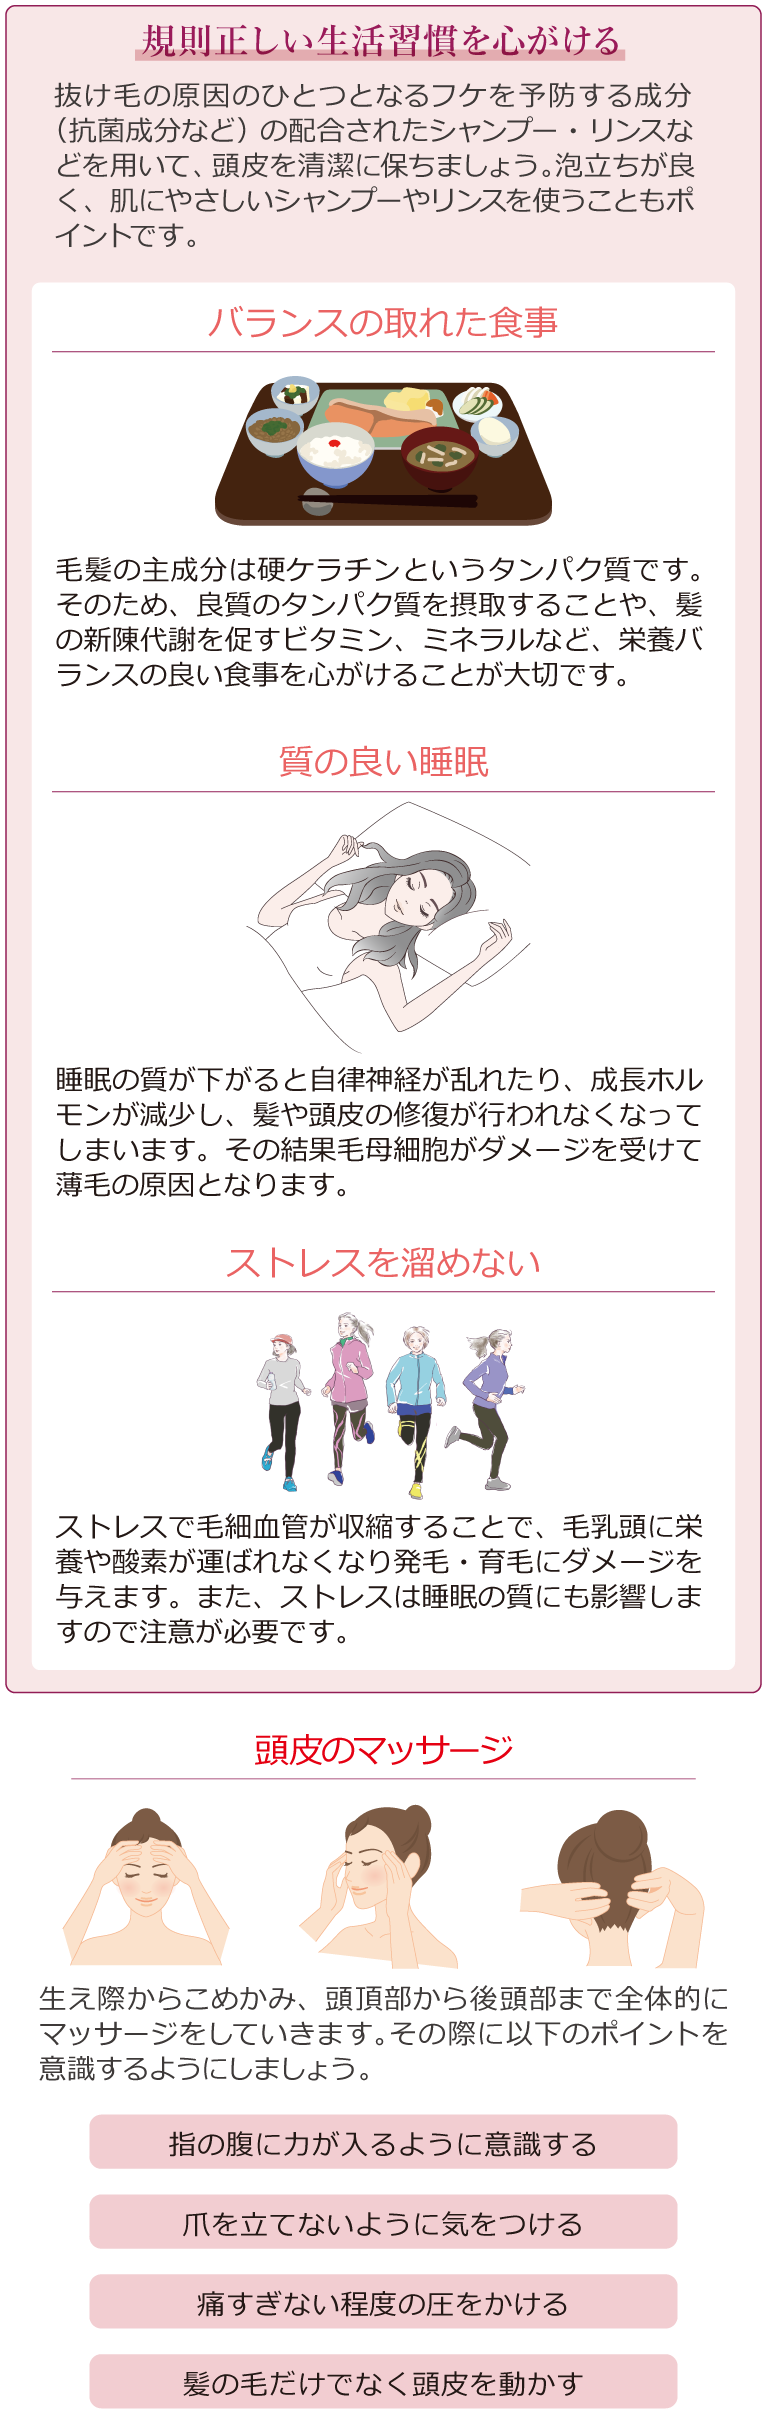 規則正しい生活習慣を心がける
抜け毛の原因のひとつとなるフケを予防する成分
（抗菌成分など）の配合されたシャンプー・リンスな
どを用いて、頭皮を清潔に保ちましょう。泡立ちが良
く、肌にやさしいシャンプーやリンスを使うこともポ
イントです。
バランスの取れた食事
毛髪の主成分は硬ケラチンというタンパク質です。
そのため、良質のタンパク質を摂取することや、髪
の新陳代謝を促すビタミン、ミネラルなど、栄養バ
ランスの良い食事を心がけることが大切です。
質の良い睡眠
睡眠の質が下がると自律神経が乱れたり、成長ホル
モンが減少し、髪や頭皮の修復が行われなくなって
しまいます。その結果毛母細胞がダメージを受けて
薄毛の原因となります。
ストレスを溜めない
ストレスで毛細血管が収縮することで、毛乳頭に栄
養や酸素が運ばれなくなり発毛・育毛にダメージを
与えます。また、ストレスは睡眠の質にも影響しま
すので注意が必要です。
頭皮のマッサージ
生え際からこめかみ、頭頂部から後頭部まで全体的に
マッサージをしていきます。その際に以下のポイントを
意識するようにしましょう。
指の腹に力が入るように意識する
爪を立てないように気をつける
痛すぎない程度の圧をかける
髪の毛だけでなく頭皮を動かす